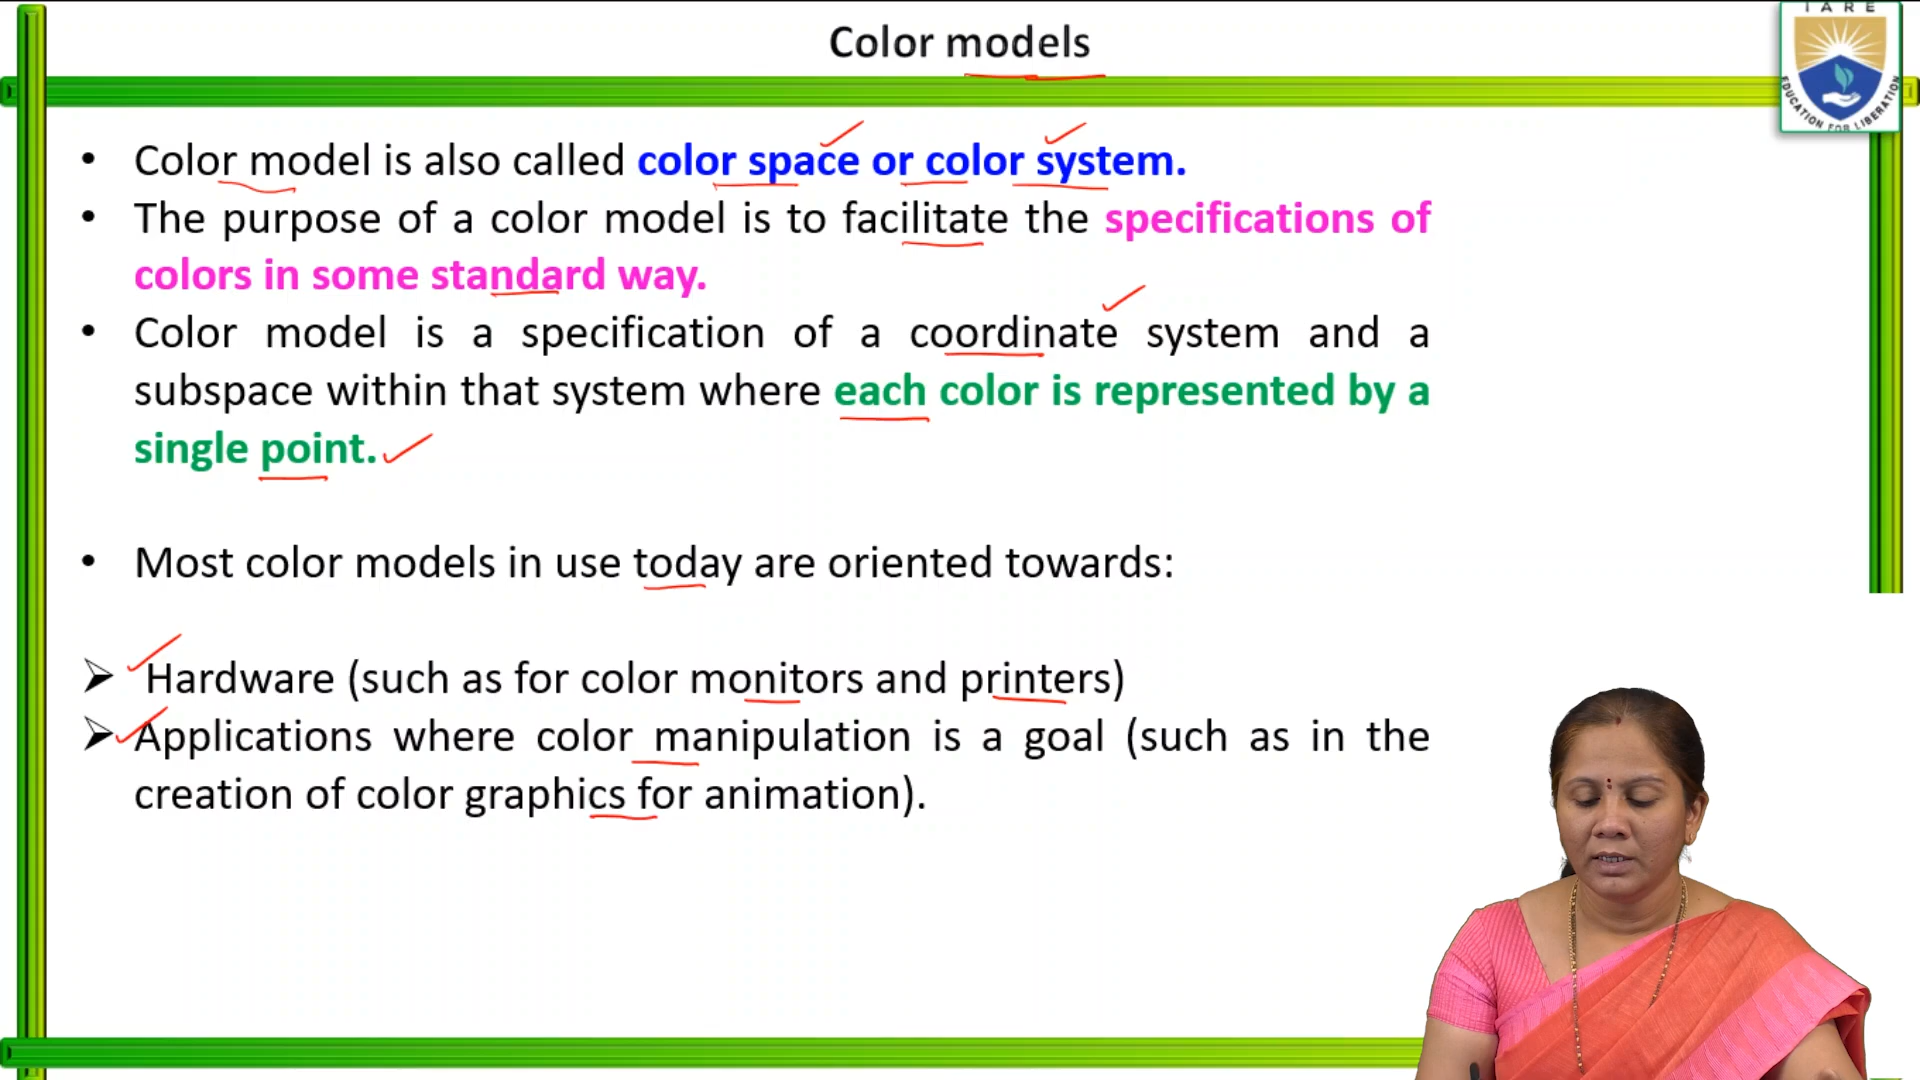 Color models
IARE
EDUCATION FOR LIBERATION
• Color model is also called color space or color system.
• The purpose of a color model is to facilitate the specifications of
colors in some standard way.
• Color model is a specification of a coordinate system and a
subspace within that system where each color is represented by a
single point.
• Most color models in use today are oriented towards:
➢ Hardware (such as for color monitors and printers)
➢ Applications where color manipulation is a goal (such as in the
creation of color graphics for animation).